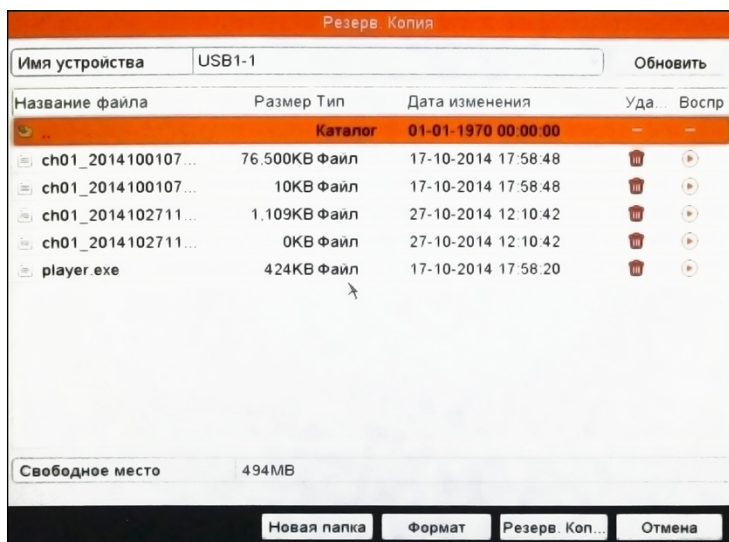 Резерв. Копия
Имя устройства USB1-1 Обновить
Название файла Размер Тип Дата изменения Уда... Воспр
.. Каталог 01-01-1970 00:00:00 — —
ch01_2014100107... 76,500KB Файл 17-10-2014 17:58:48
ch01_2014100107... 10KB Файл 17-10-2014 17:58:48
ch01_2014102711... 1,109KB Файл 27-10-2014 12:10:42
ch01_2014102711... 0KB Файл 27-10-2014 12:10:42
player.exe 424KB Файл 17-10-2014 17:58:20
Свободное место 494MB
Новая папка Формат Резерв. Коп... Отмена